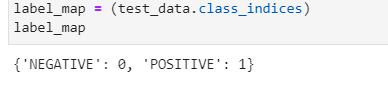 label_map = (test_data.class_indices)
label_map
{'NEGATIVE': 0, 'POSITIVE': 1}